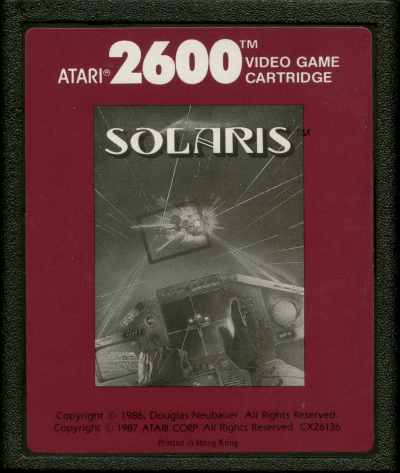 ATARI® 2600™ VIDEO GAME
CARTRIDGE
SOLARIS™
Copyright © 1986, Douglas Neubauer. All Rights Reserved.
Copyright © 1987 ATARI CORP. All Rights Reserved. CX26136
Printed in Hong Kong